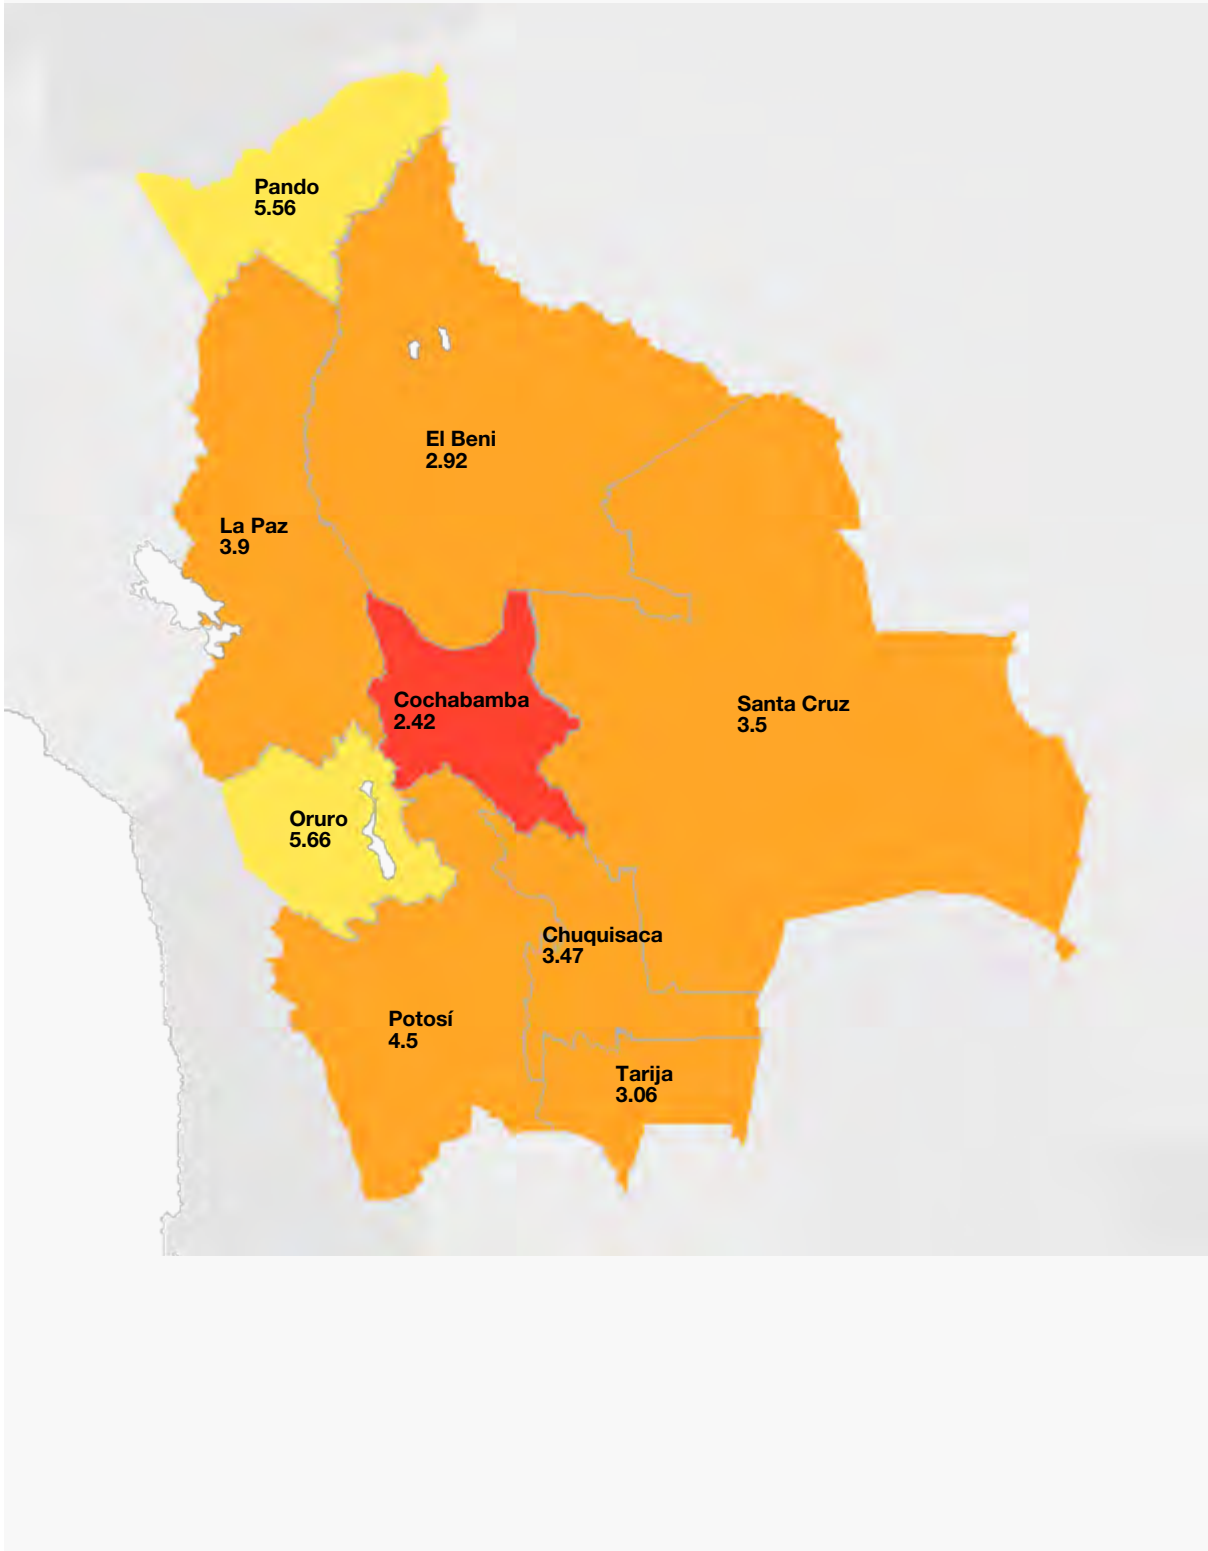 Pando
5.56
El Beni
2.92
La Paz
3.9
Cochabamba
2.42
Santa Cruz
3.5
Oruro
5.66
Chuquisaca
3.47
Potosí
4.5
Tarija
3.06